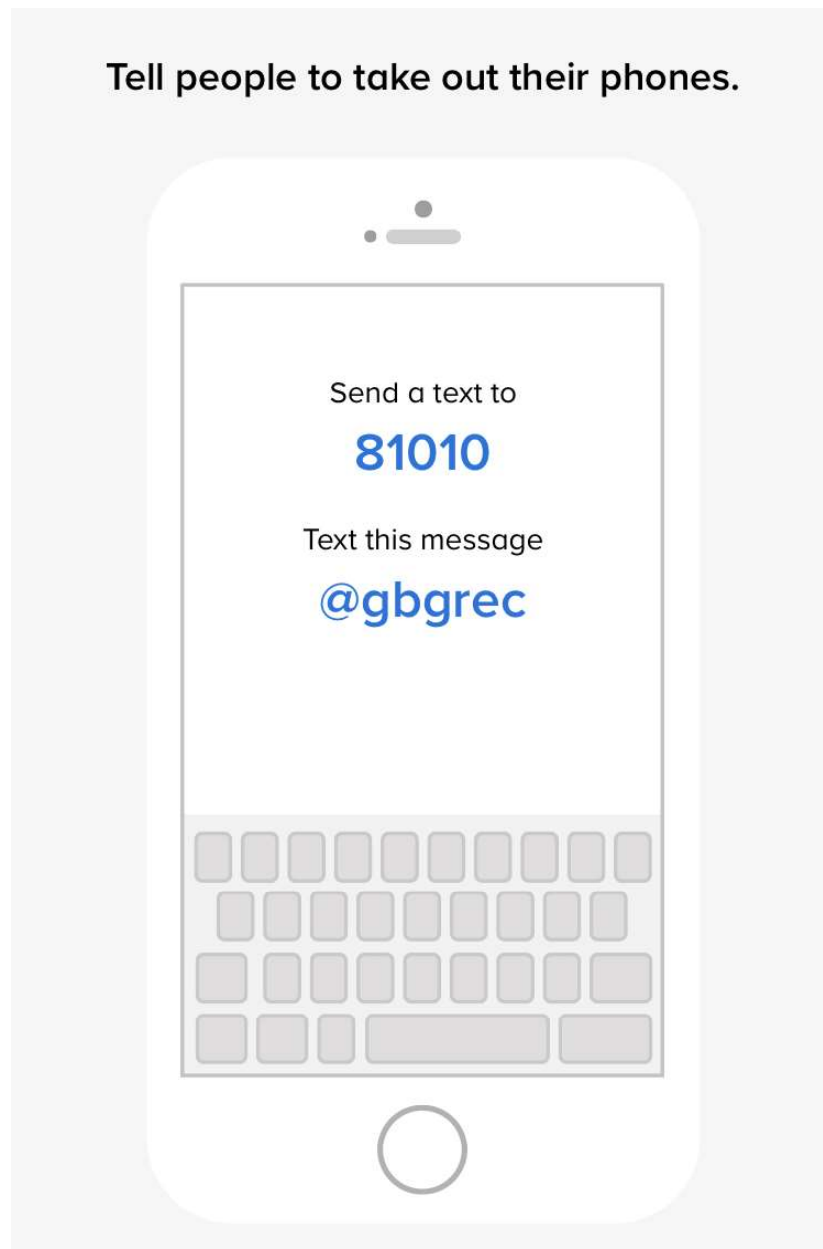 Tell people to take out their phones.
Send a text to
81010
Text this message
@gbgrec